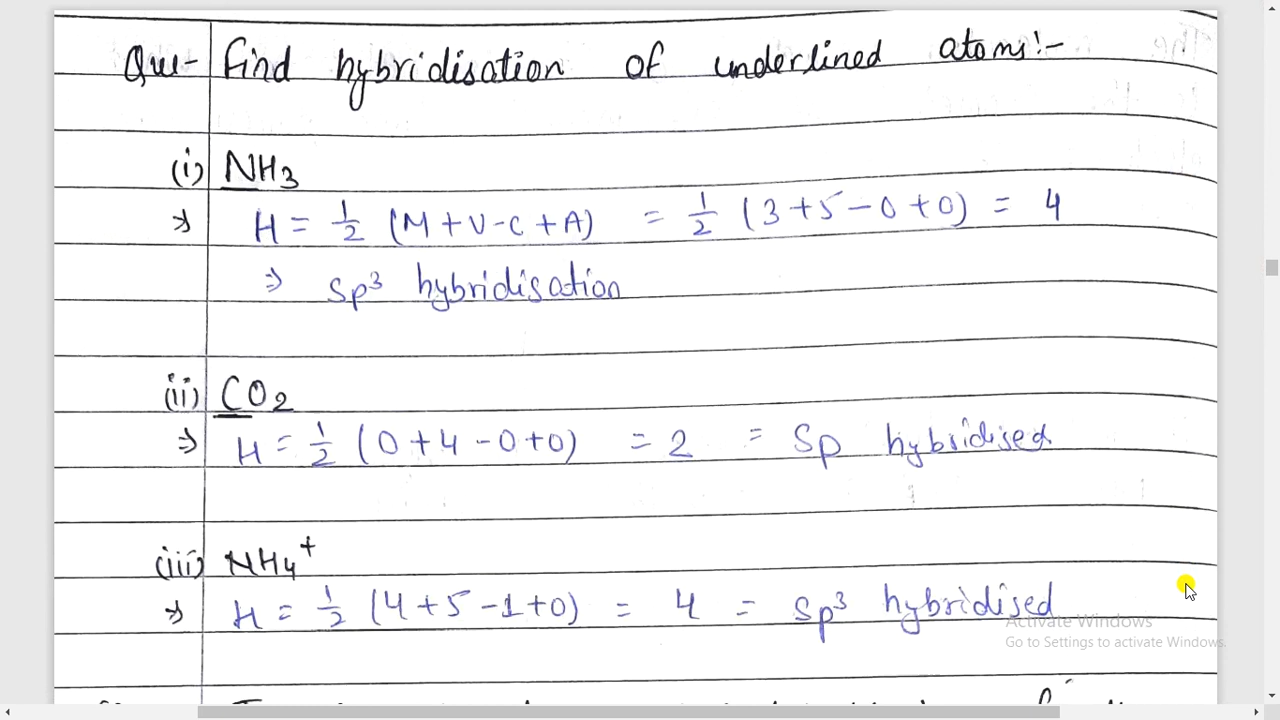 Que- Find hybridisation of underlined atoms:-
(i) NH3
⇒ H = 1/2 (M+V-C+A) = 1/2 (3+5-0+0) = 4
⇒ Sp³ hybridisation
(ii) CO2
⇒ H = 1/2 (0+4-0+0) = 2 = Sp hybridised
(iii) NH4⁺
⇒ H = 1/2 (4+5-1+0) = 4 = Sp³ hybridised
Activate Windows
Go to Settings to activate Windows.